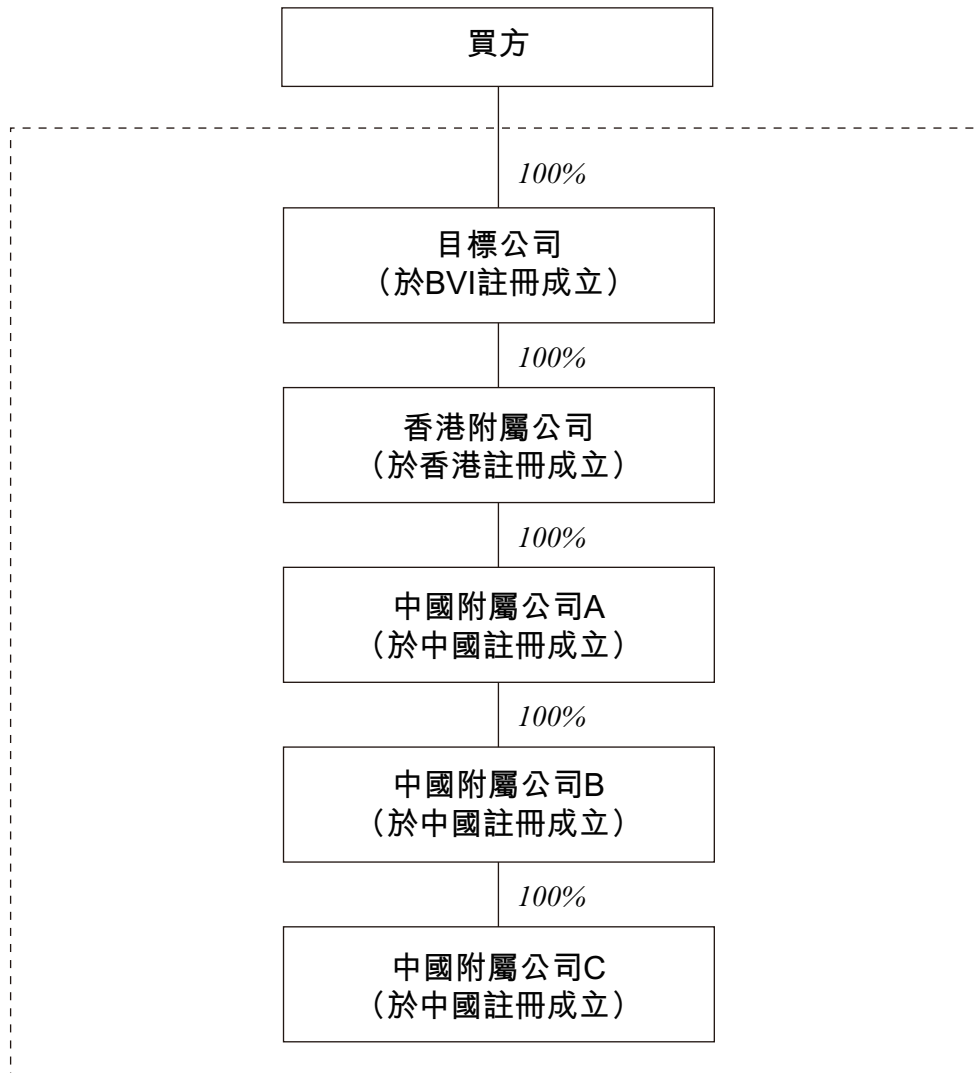 買方
100%
目標公司
（於BVI註冊成立）
100%
香港附屬公司
（於香港註冊成立）
100%
中國附屬公司A
（於中國註冊成立）
100%
中國附屬公司B
（於中國註冊成立）
100%
中國附屬公司C
（於中國註冊成立）